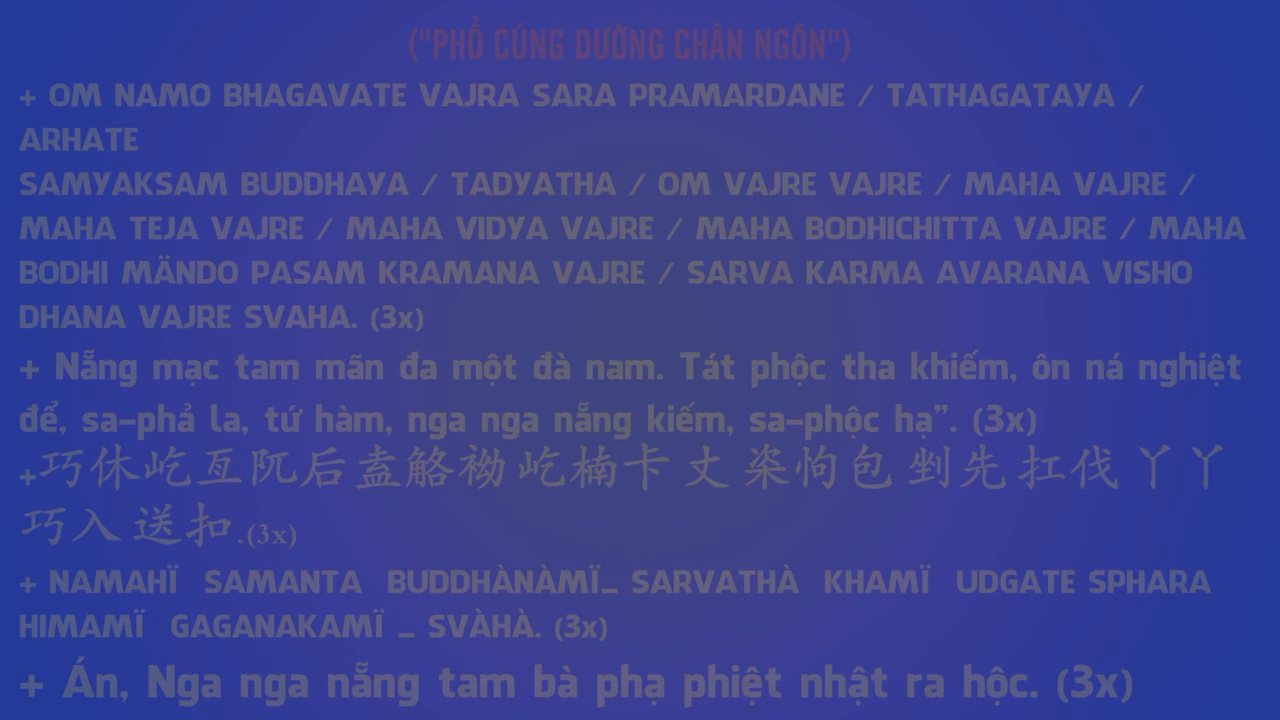 ("PHỔ CÚNG DƯỜNG CHÂN NGÔN")
+ OM NAMO BHAGAVATE VAJRA SARA PRAMARDANE / TATHAGATAYA /
ARHATE
SAMYAKSAM BUDDHAYA / TADYATHA / OM VAJRE VAJRE / MAHA VAJRE /
MAHA TEJA VAJRE / MAHA VIDYA VAJRE / MAHA BODHICHITTA VAJRE / MAHA
BODHI MÄNDO PASAM KRAMANA VAJRE / SARVA KARMA AVARANA VISHO
DHANA VAJRE SVAHA. (3x)
+ Nẵng mạc tam mãn đa một đà nam. Tát phộc tha khiếm, ôn ná nghiệt
để, sa-phả la, tứ hàm, nga nga nẵng kiếm, sa-phộc hạ”. (3x)
+巧休屹亙阢后盍觡袎屹楠卡丈栥恦包剉先扛伐丫丫
巧入送扣.(3x)
+ NAMAHÏ SAMANTA BUDDHÀNÀMÏ_ SARVATHÀ KHAMÏ UDGATE SPHARA
HIMAMÏ GAGANAKAMÏ _ SVÀHÀ. (3x)
+ Án, Nga nga nẵng tam bà phạ phiệt nhật ra hộc. (3x)